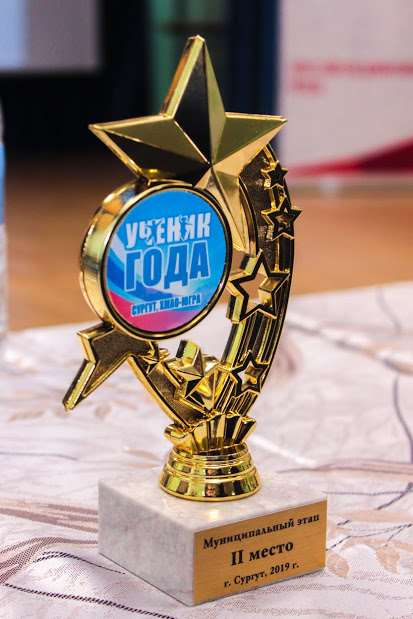 УЧЕНИК
ГОДА
СУРГУТ, ХМАО-ЮГРА
Муниципальный этап
II место
г. Сургут, 2019 г.